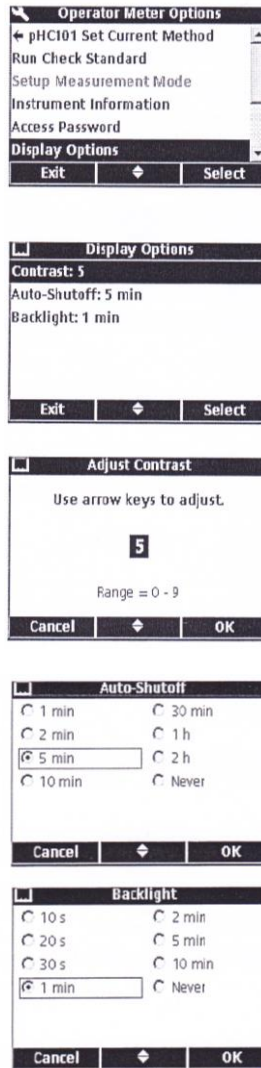 Operator Meter Options
← pHC101 Set Current Method
Run Check Standard
Setup Measurement Mode
Instrument Information
Access Password
Display Options
Exit Select
Display Options
Contrast: 5
Auto-Shutoff: 5 min
Backlight: 1 min
Exit Select
Adjust Contrast
Use arrow keys to adjust.
5
Range = 0 - 9
Cancel OK
Auto-Shutoff
1 min 30 min
2 min 1 h
5 min 2 h
10 min Never
Cancel OK
Backlight
10 s 2 min
20 s 5 min
30 s 10 min
1 min Never
Cancel OK